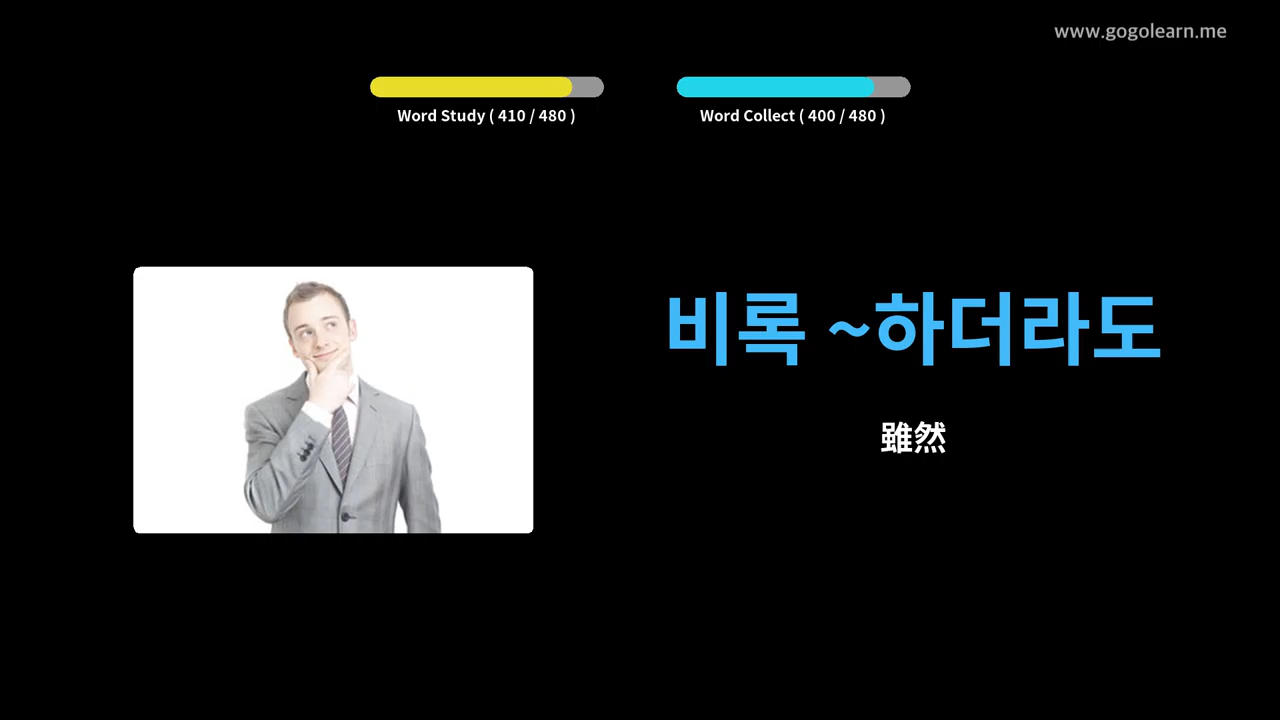 www.gogolearn.me
Word Study ( 410 / 480 )
Word Collect ( 400 / 480 )
비록 ~하더라도
雖然